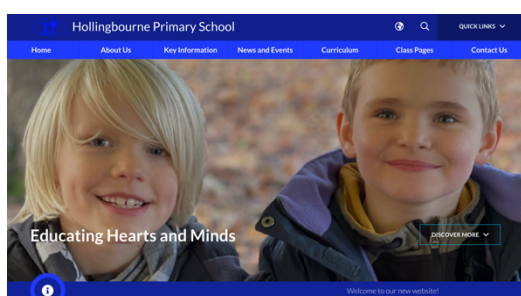 Hollingbourne Primary School
QUICK LINKS
Home About Us Key Information News and Events Curriculum Class Pages Contact Us
Educating Hearts and Minds
DISCOVER MORE
i
Welcome to our new website!